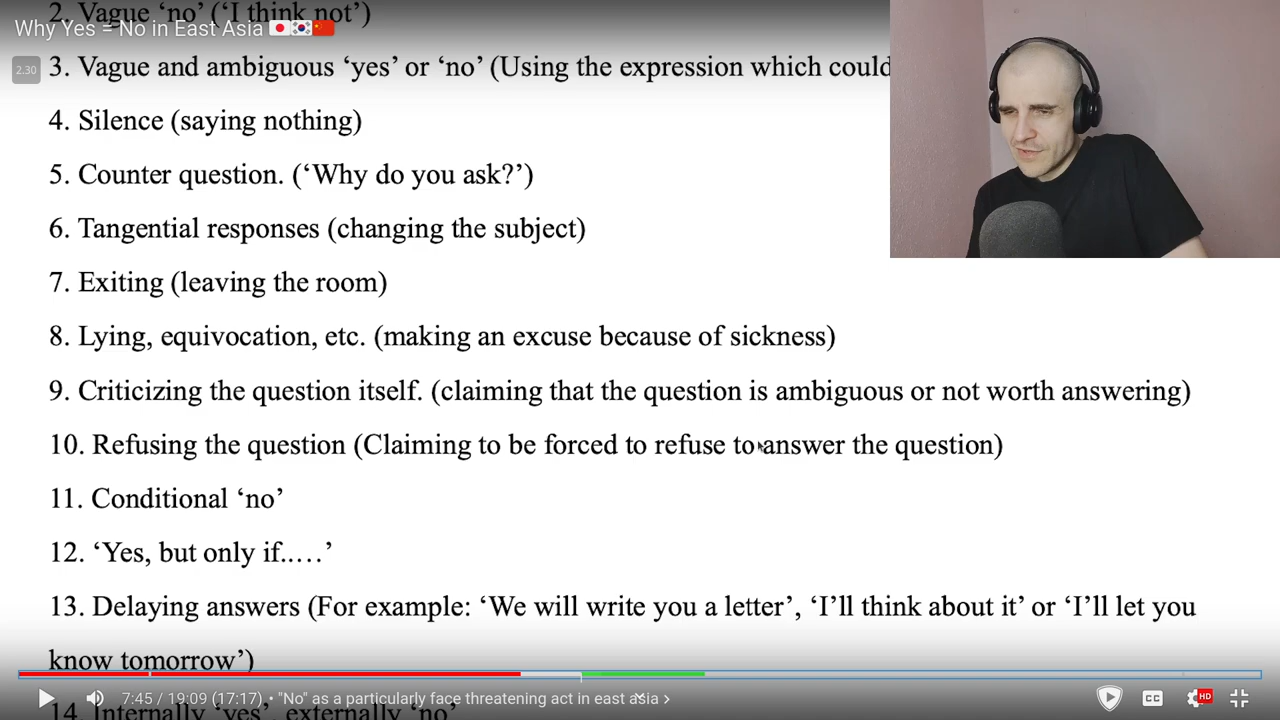 2. Vague ‘no’ (‘I think not’)
Why Yes = No in East Asia
2.30
3. Vague and ambiguous ‘yes’ or ‘no’ (Using the expression which could
4. Silence (saying nothing)
5. Counter question. (‘Why do you ask?’)
6. Tangential responses (changing the subject)
7. Exiting (leaving the room)
8. Lying, equivocation, etc. (making an excuse because of sickness)
9. Criticizing the question itself. (claiming that the question is ambiguous or not worth answering)
10. Refusing the question (Claiming to be forced to refuse to answer the question)
11. Conditional ‘no’
12. ‘Yes, but only if.....’
13. Delaying answers (For example: ‘We will write you a letter’, ‘I’ll think about it’ or ‘I’ll let you
know tomorrow’)
7:45 / 19:09 (17:17) • "No" as a particularly face threatening act in east asia
CC
HD
14. Internally ‘yes’, externally ‘no’